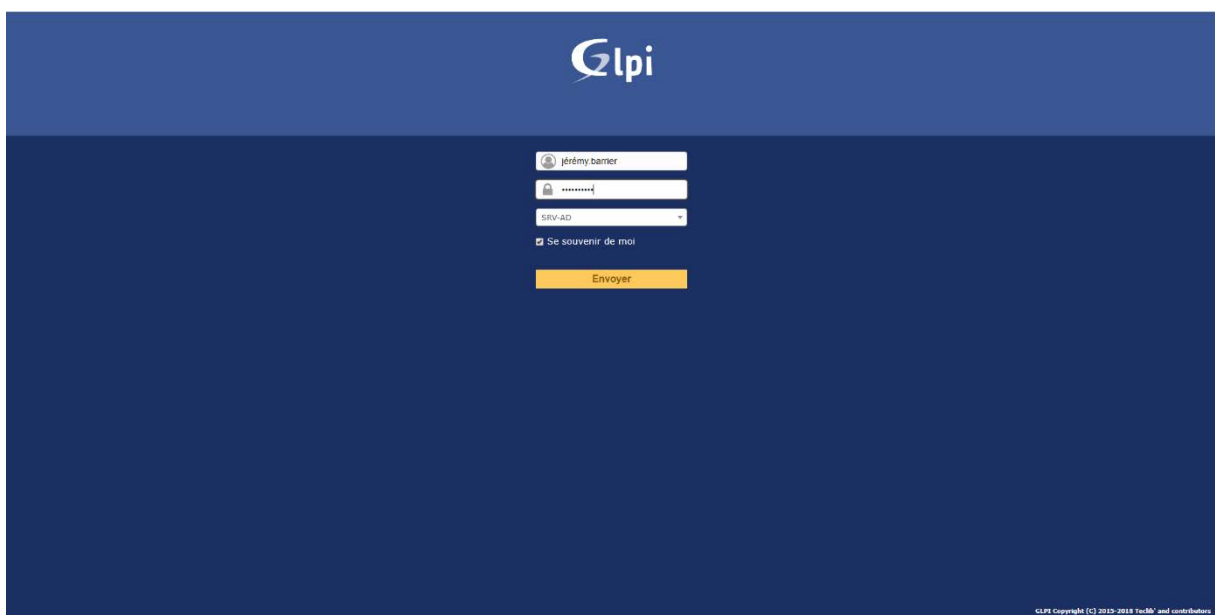 Glpi
jérémy.barrier
••••••••••
SRV-AD
Se souvenir de moi
Envoyer
GLPI Copyright (C) 2015-2018 Teclib' and contributors